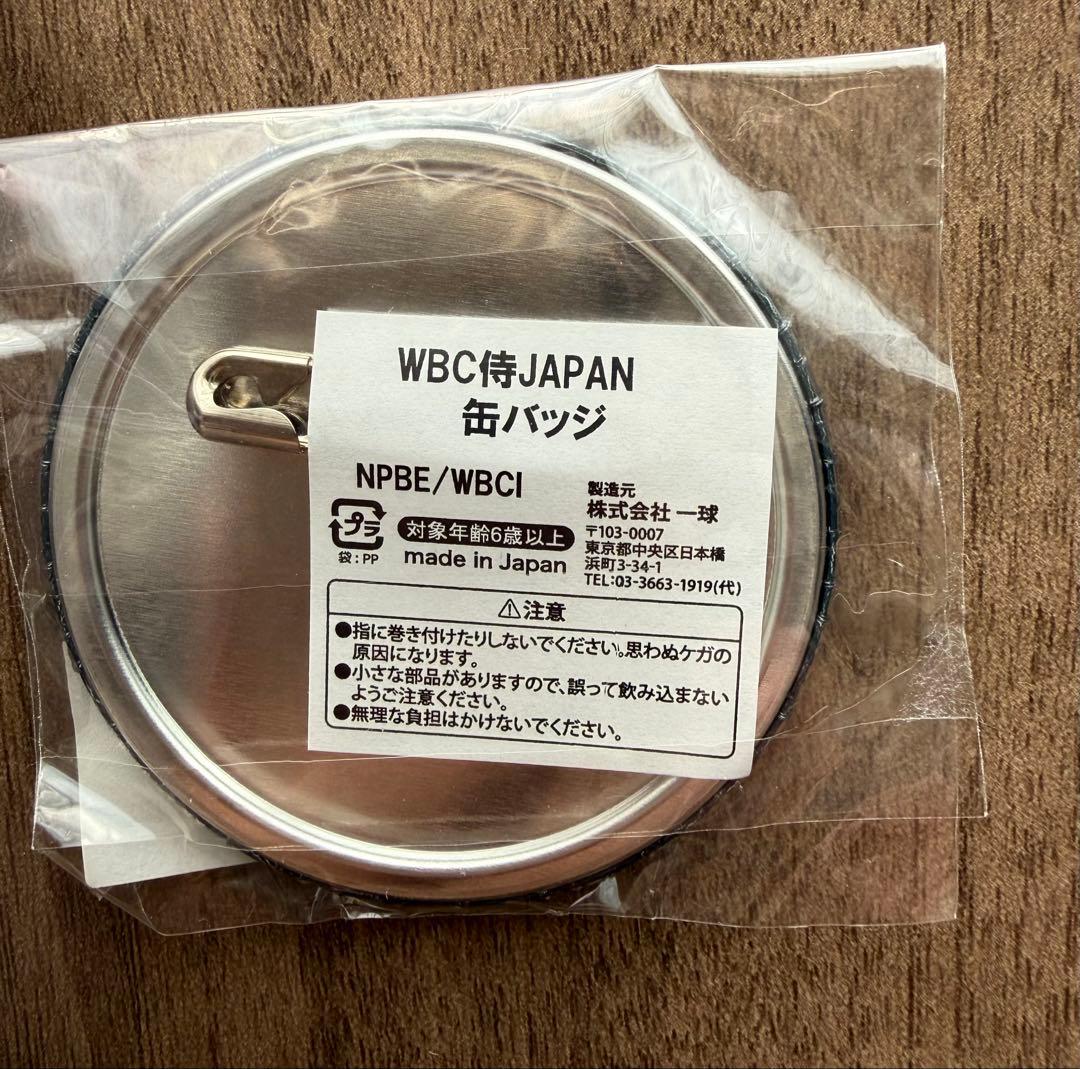 WBC侍JAPAN
缶バッジ
NPBE/WBCI
プラ
袋：PP
対象年齢6歳以上
made in Japan
製造元
株式会社 一球
〒103-0007
東京都中央区日本橋
浜町3-34-1
TEL:03-3663-1919(代)
⚠注意
●指に巻き付けたりしないでください。思わぬケガの
原因になります。
●小さな部品がありますので、誤って飲み込まない
ようご注意ください。
●無理な負担はかけないでください。